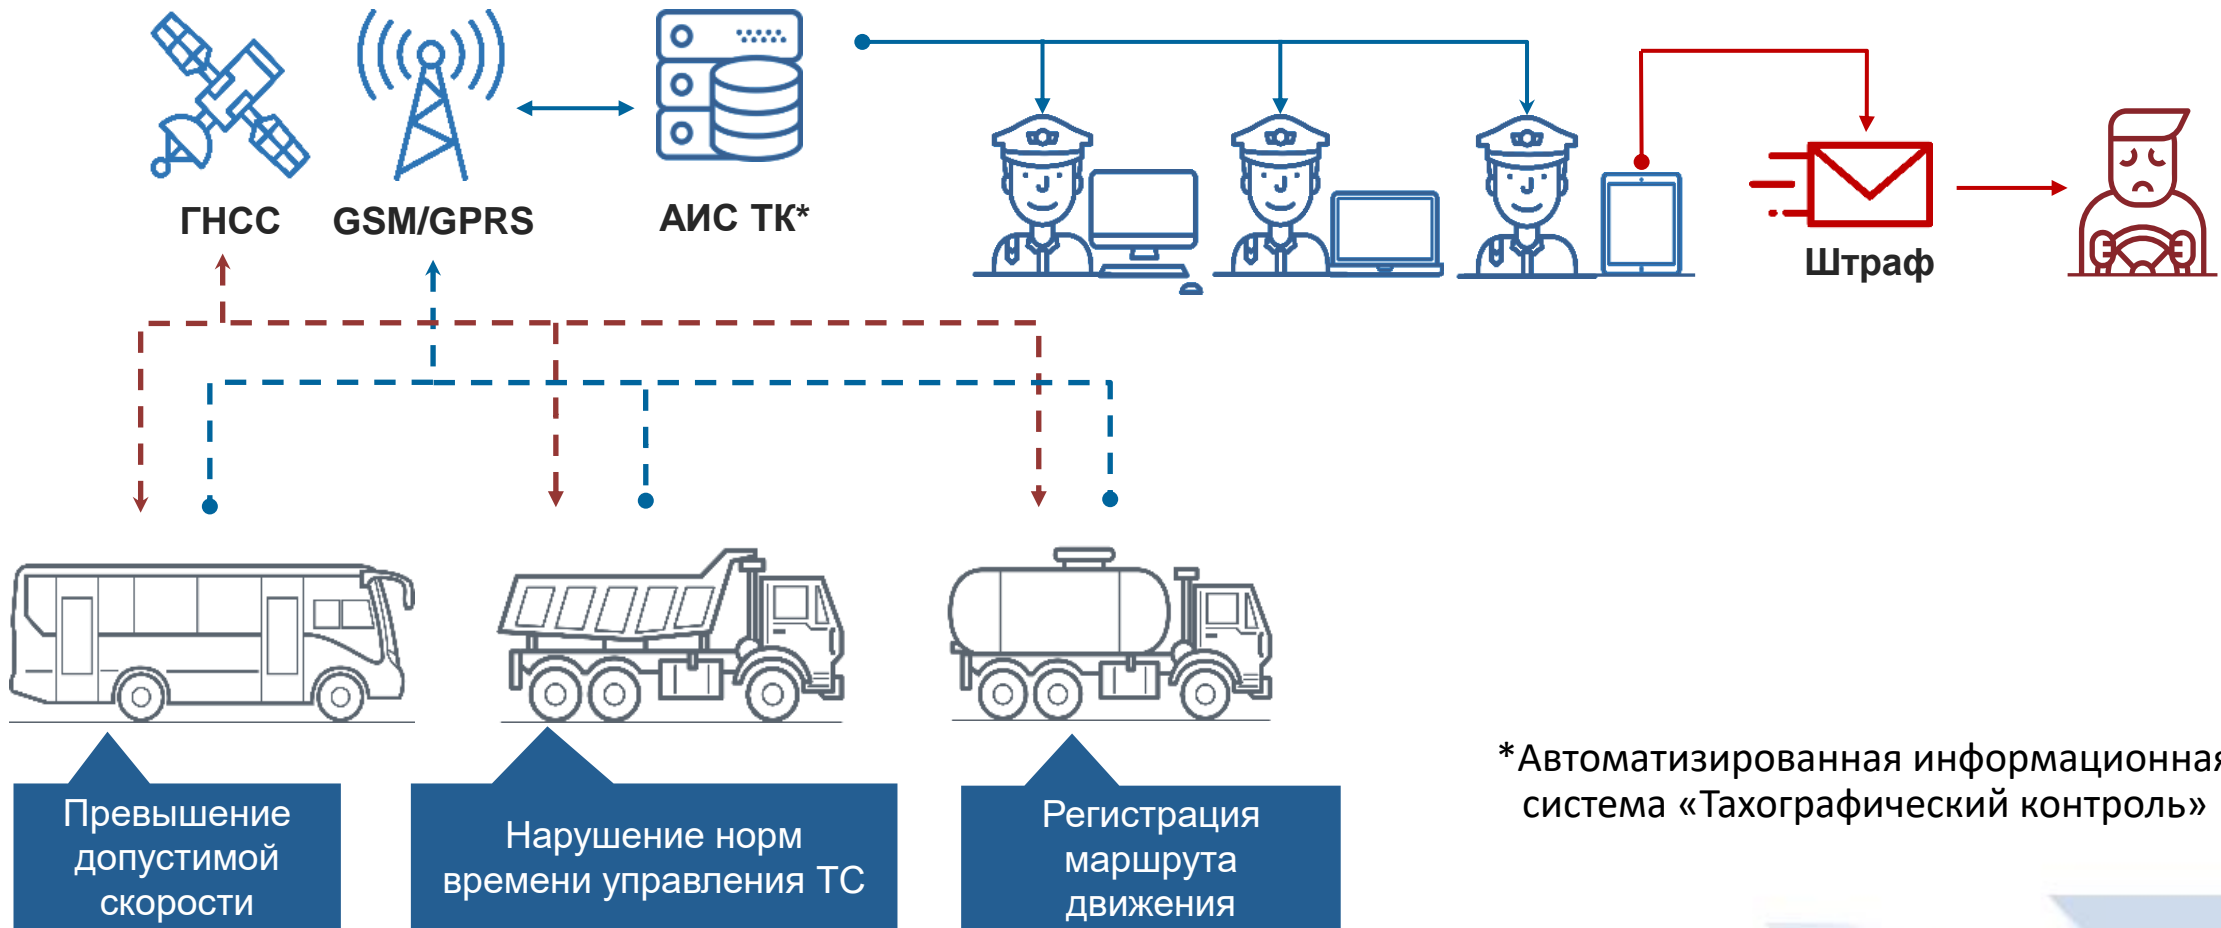 ГНСС
GSM/GPRS
АИС ТК*
Штраф
Превышение
допустимой
скорости
Нарушение норм
времени управления ТС
Регистрация
маршрута
движения
*Автоматизированная информационная
система «Тахографический контроль»